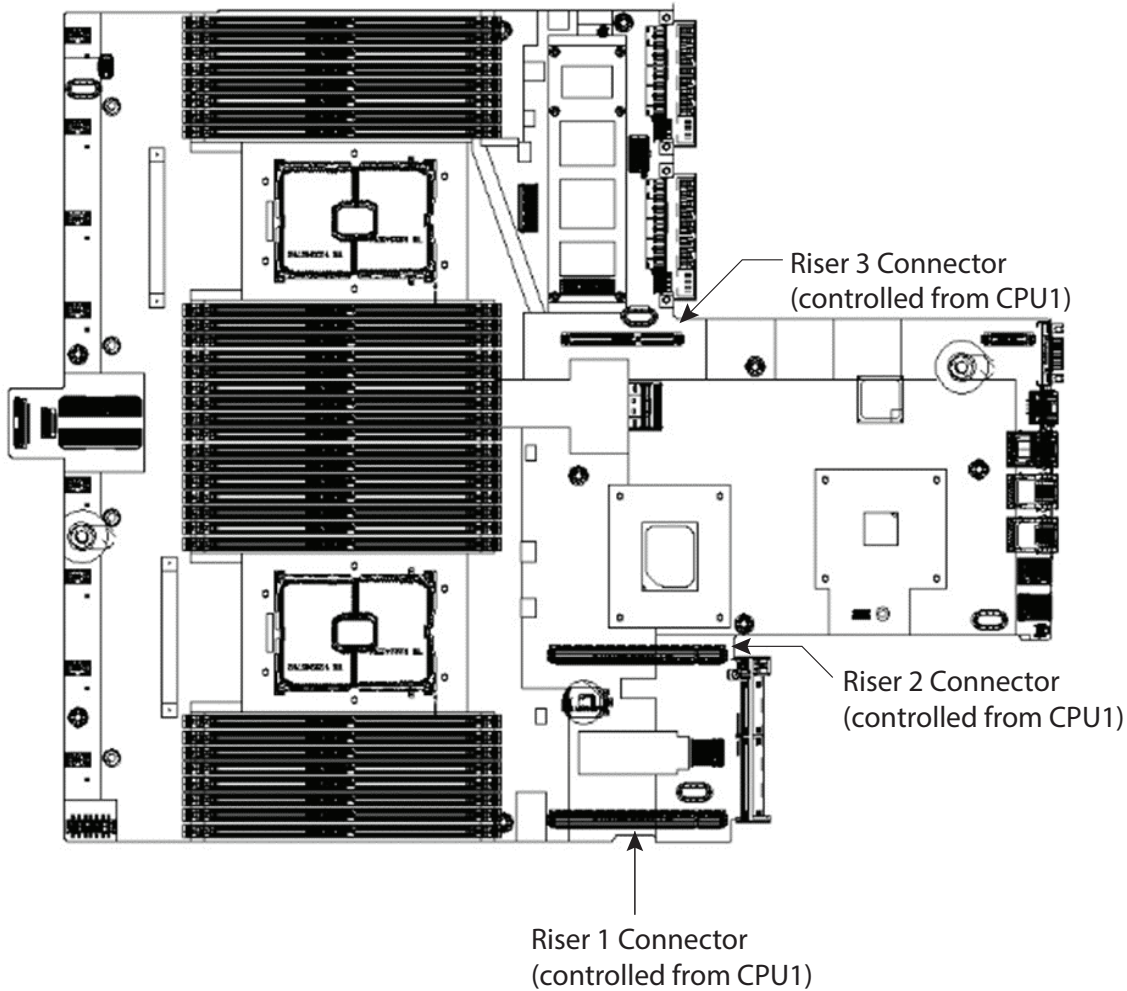 Riser 3 Connector
(controlled from CPU1)
Riser 2 Connector
(controlled from CPU1)
Riser 1 Connector
(controlled from CPU1)